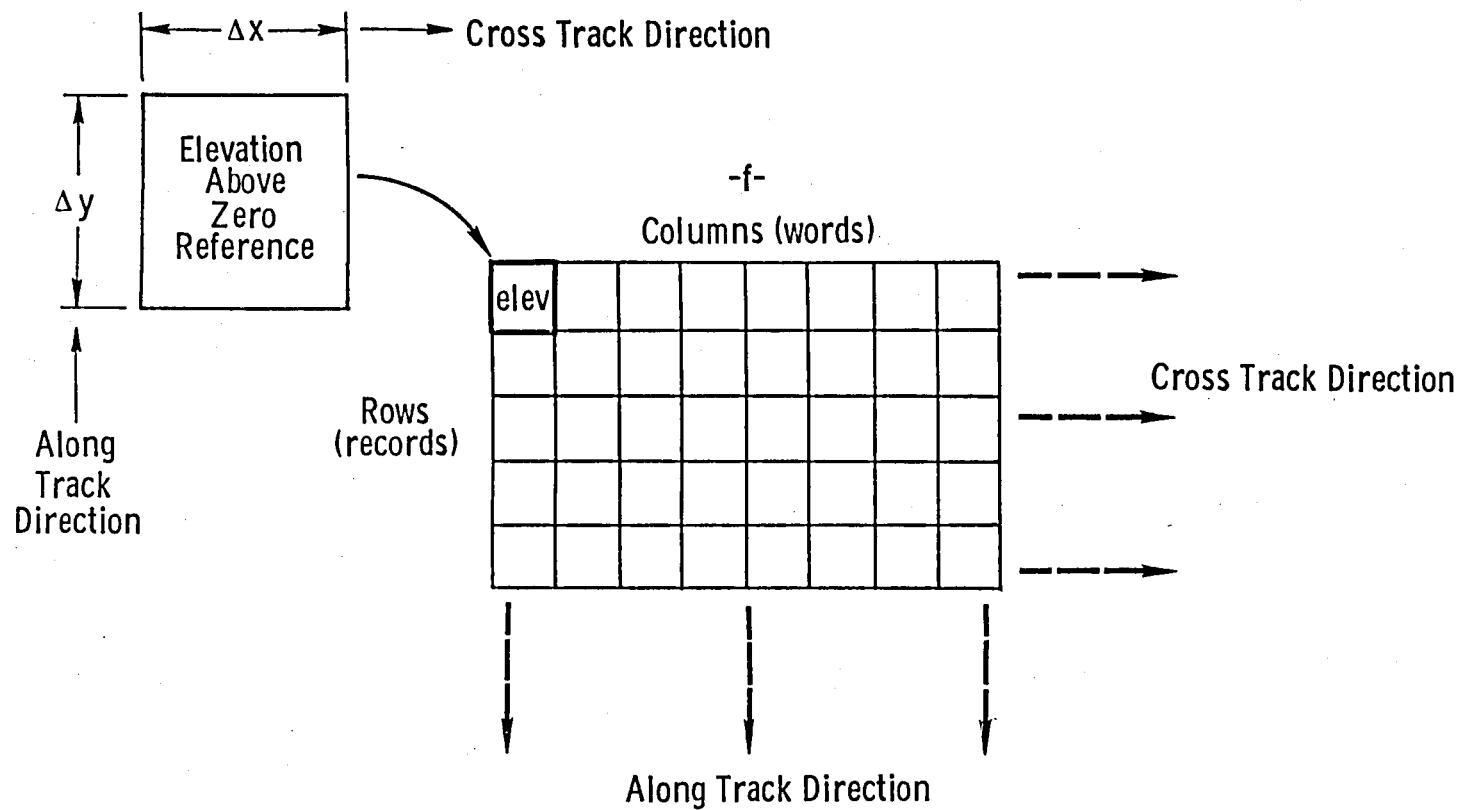 Δx
Cross Track Direction
Δy
Elevation
Above
Zero
Reference
Along
Track
Direction
-f-
Columns (words)
elev
Rows
(records)
Cross Track Direction
Along Track Direction